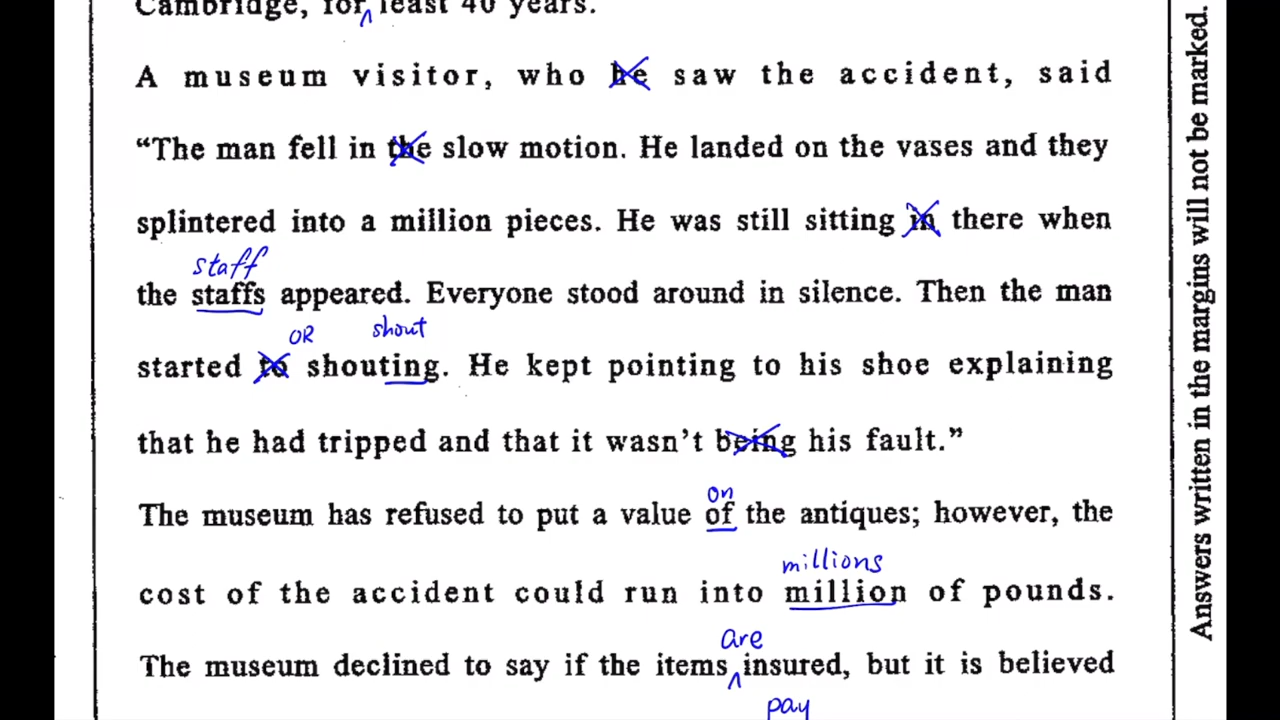 Cambridge, for ^ least 40 years.
A museum visitor, who he saw the accident, said
“The man fell in the slow motion. He landed on the vases and they
splintered into a million pieces. He was still sitting in there when
staff
the staffs appeared. Everyone stood around in silence. Then the man
OR shout
started to shouting. He kept pointing to his shoe explaining
that he had tripped and that it wasn’t being his fault.”
on
The museum has refused to put a value of the antiques; however, the
millions
cost of the accident could run into million of pounds.
are
The museum declined to say if the items ^ insured, but it is believed
pay
Answers written in the margins will not be marked.